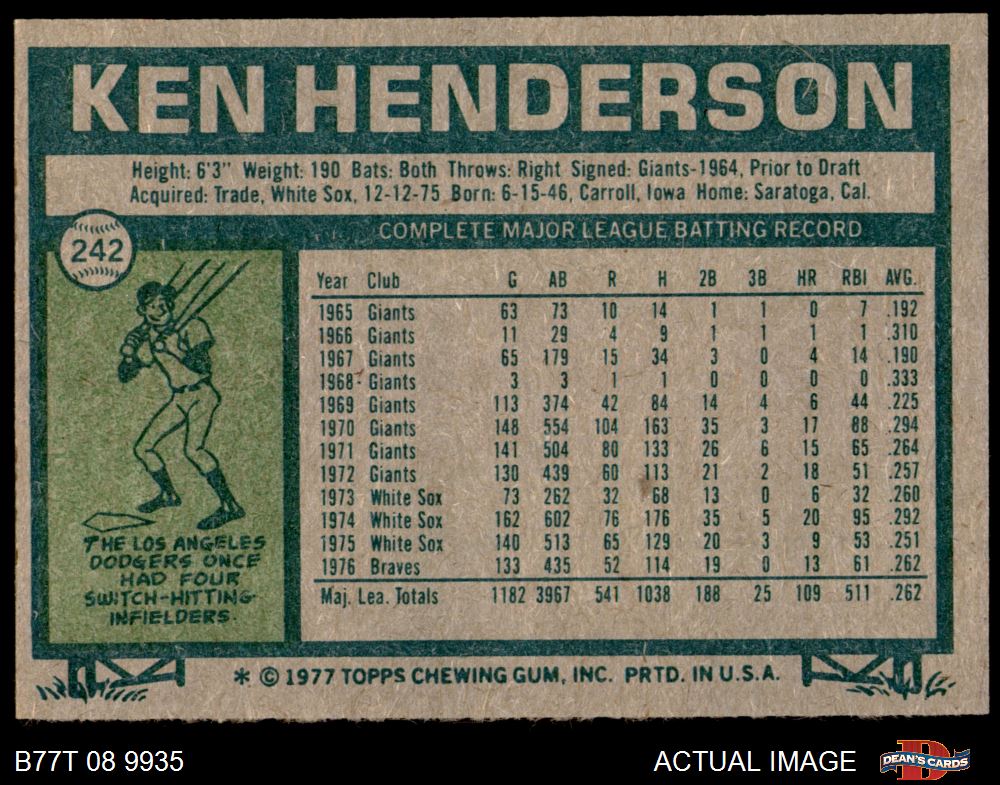 KEN HENDERSON
Height: 6'3" Weight: 190 Bats: Both Throws: Right Signed: Giants-1964, Prior to Draft
Acquired: Trade, White Sox, 12-12-75 Born: 6-15-46, Carroll, Iowa Home: Saratoga, Cal.
242
COMPLETE MAJOR LEAGUE BATTING RECORD
Year Club G AB R H 2B 3B HR RBI AVG.
1965 Giants 63 73 10 14 1 1 0 7 .192
1966 Giants 11 29 4 9 1 1 1 1 .310
1967 Giants 65 179 15 34 3 0 4 14 .190
1968 Giants 3 3 1 1 0 0 0 0 .333
1969 Giants 113 374 42 84 14 4 6 44 .225
1970 Giants 148 554 104 163 35 3 17 88 .294
1971 Giants 141 504 80 133 26 6 15 65 .264
1972 Giants 130 439 60 113 21 2 18 51 .257
1973 White Sox 73 262 32 68 13 0 6 32 .260
1974 White Sox 162 602 76 176 35 5 20 95 .292
1975 White Sox 140 513 65 129 20 3 9 53 .251
1976 Braves 133 435 52 114 19 0 13 61 .262
Maj. Lea. Totals 1182 3967 541 1038 188 25 109 511 .262
THE LOS ANGELES
DODGERS ONCE
HAD FOUR
SWITCH-HITTING
INFIELDERS.
* © 1977 TOPPS CHEWING GUM, INC. PRTD. IN U.S.A.
B77T 08 9935
ACTUAL IMAGE
D
DEAN'S CARDS